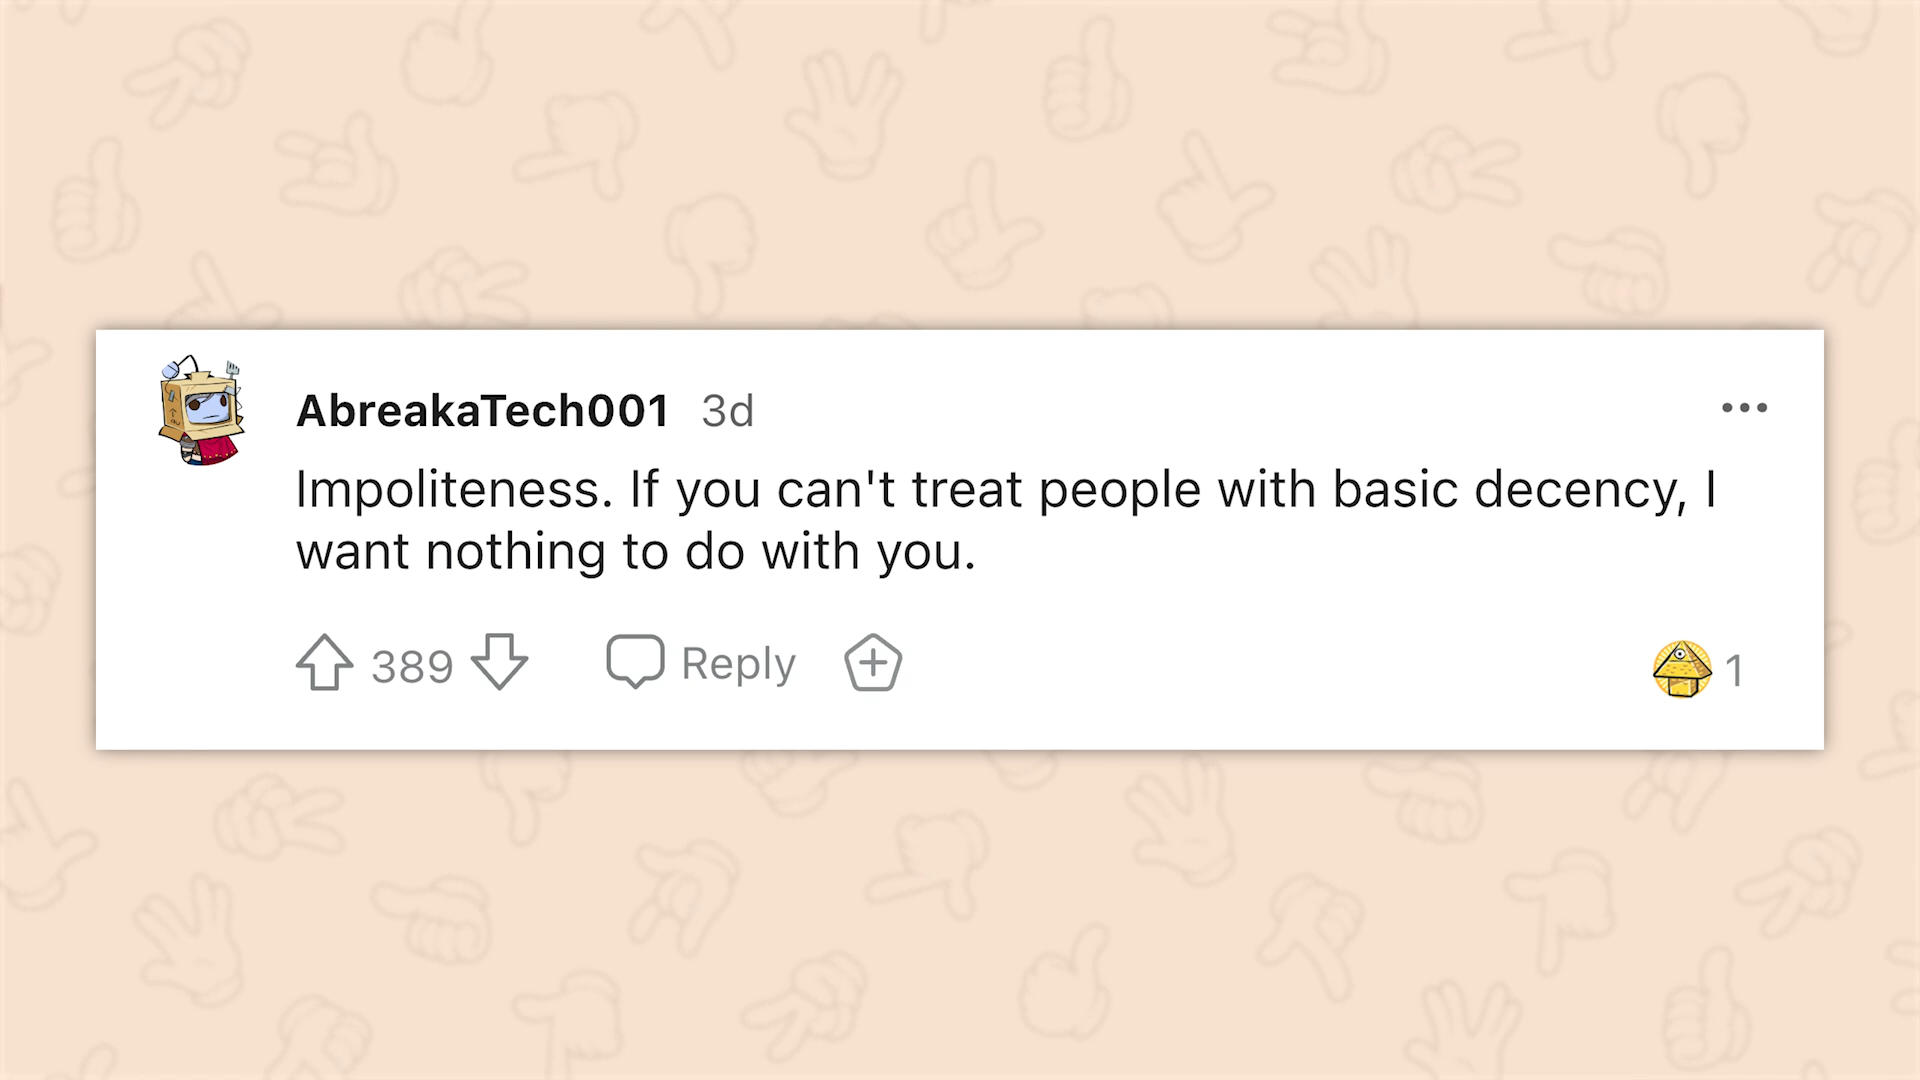 AbreakaTech001 3d
Impoliteness. If you can't treat people with basic decency, I
want nothing to do with you.
389 Reply 1